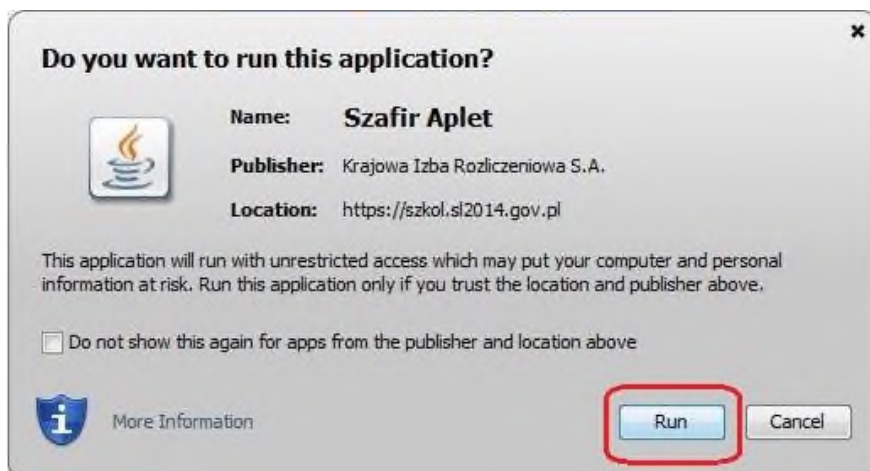 Do you want to run this application?
Name: Szafir Aplet
Publisher: Krajowa Izba Rozliczeniowa S.A.
Location: https://szkol.sl2014.gov.pl
This application will run with unrestricted access which may put your computer and personal
information at risk. Run this application only if you trust the location and publisher above.
Do not show this again for apps from the publisher and location above
More Information
Run
Cancel